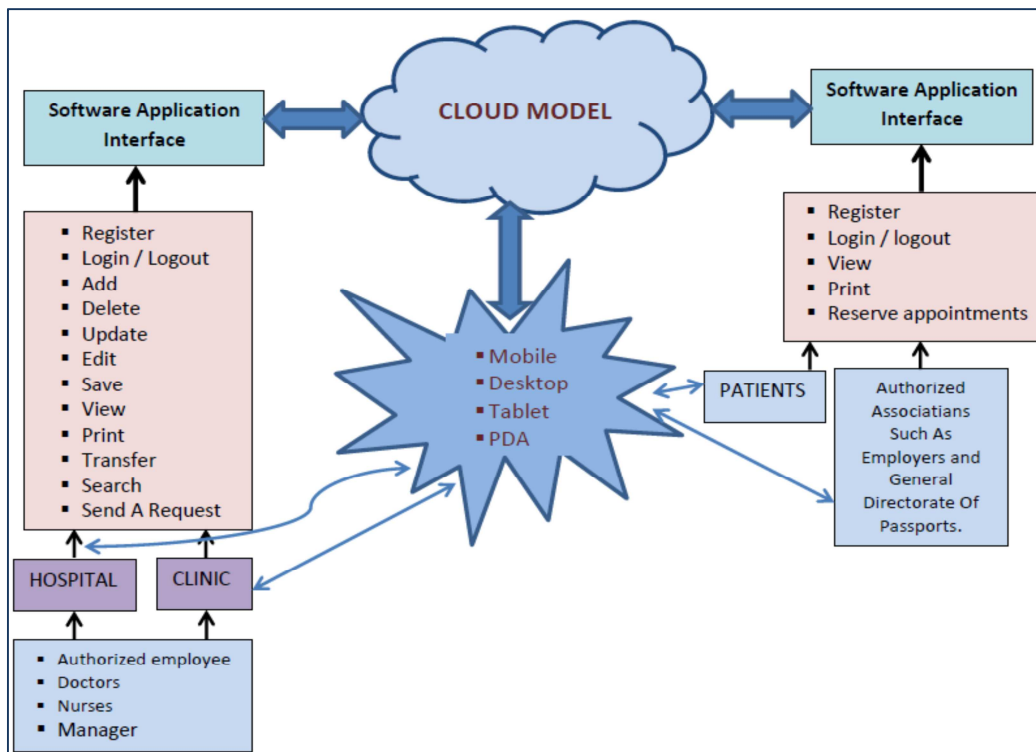 CLOUD MODEL
Software Application
Interface
Software Application
Interface
▪ Register
▪ Login / Logout
▪ Add
▪ Delete
▪ Update
▪ Edit
▪ Save
▪ View
▪ Print
▪ Transfer
▪ Search
▪ Send A Request
▪ Register
▪ Login / logout
▪ View
▪ Print
▪ Reserve appointments
▪ Mobile
▪ Desktop
▪ Tablet
▪ PDA
PATIENTS
Authorized
Associatians
Such As
Employers and
General
Directorate Of
Passports.
HOSPITAL
CLINIC
▪ Authorized employee
▪ Doctors
▪ Nurses
▪ Manager